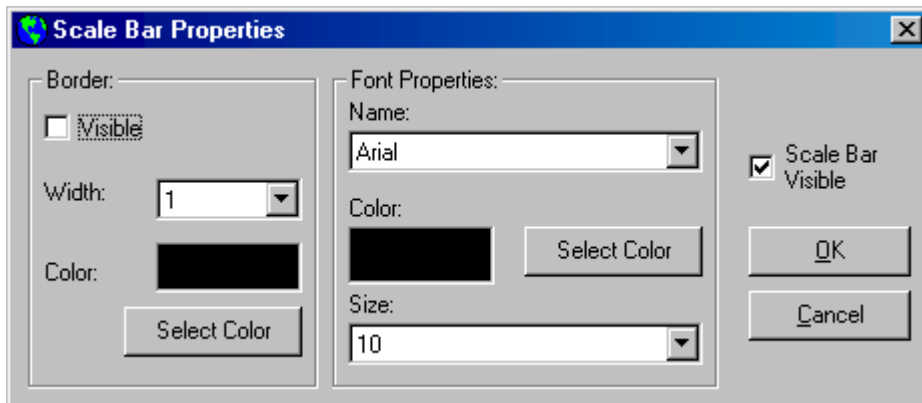 Scale Bar Properties
Border:
Visible
Width:
1
Color:
Select Color
Font Properties:
Name:
Arial
Color:
Select Color
Size:
10
Scale Bar
Visible
OK
Cancel